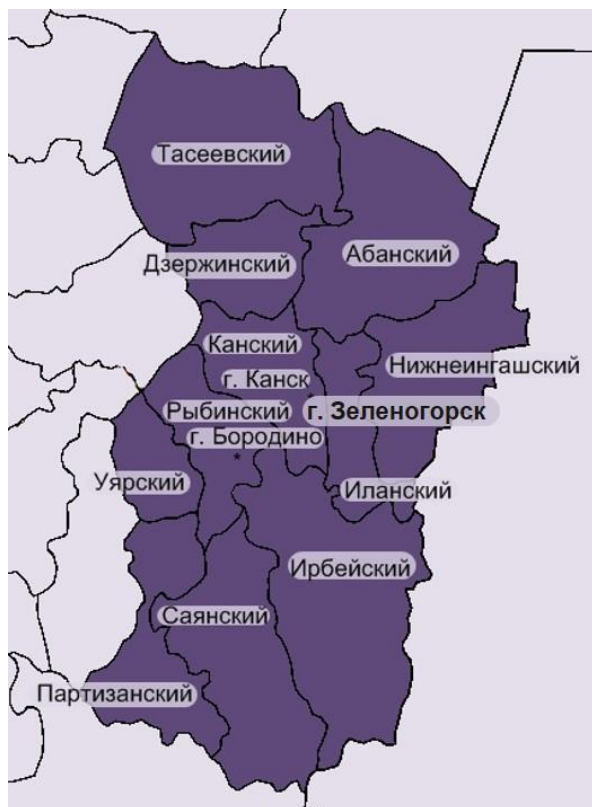 Тасеевский
Абанский
Дзержинский
Канский
Нижнеингашский
г. Канск
Рыбинский
г. Зеленогорск
г. Бородино
Уярский
Иланский
Ирбейский
Саянский
Партизанский